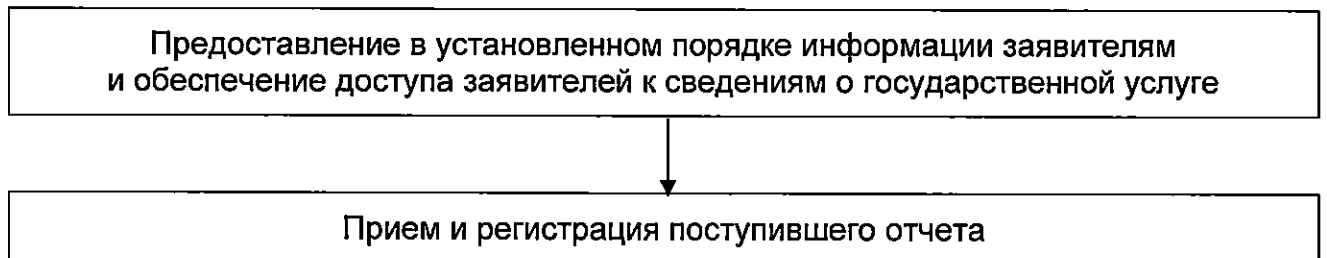 Предоставление в установленном порядке информации заявителям
и обеспечение доступа заявителей к сведениям о государственной услуге
Прием и регистрация поступившего отчета